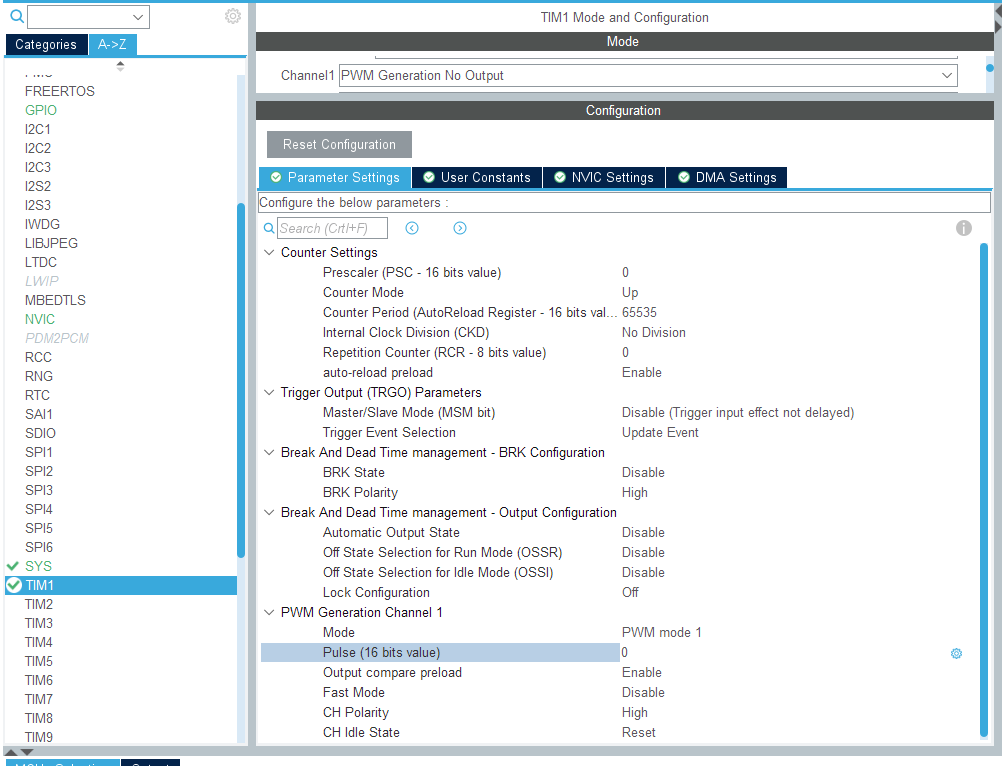 TIM1 Mode and Configuration
Categories A->Z
Mode
FREERTOS
GPIO
I2C1
I2C2
I2C3
I2S2
I2S3
IWDG
LIBJPEG
LTDC
LWIP
MBEDTLS
NVIC
PDM2PCM
RCC
RNG
RTC
SAI1
SDIO
SPI1
SPI2
SPI3
SPI4
SPI5
SPI6
SYS
TIM1
TIM2
TIM3
TIM4
TIM5
TIM6
TIM7
TIM8
TIM9
Channel1 PWM Generation No Output
Configuration
Reset Configuration
Parameter Settings User Constants NVIC Settings DMA Settings
Configure the below parameters :
Search (CrtI+F)
Counter Settings
Prescaler (PSC - 16 bits value) 0
Counter Mode Up
Counter Period (AutoReload Register - 16 bits val... 65535
Internal Clock Division (CKD) No Division
Repetition Counter (RCR - 8 bits value) 0
auto-reload preload Enable
Trigger Output (TRGO) Parameters
Master/Slave Mode (MSM bit) Disable (Trigger input effect not delayed)
Trigger Event Selection Update Event
Break And Dead Time management - BRK Configuration
BRK State Disable
BRK Polarity High
Break And Dead Time management - Output Configuration
Automatic Output State Disable
Off State Selection for Run Mode (OSSR) Disable
Off State Selection for Idle Mode (OSSI) Disable
Lock Configuration Off
PWM Generation Channel 1
Mode PWM mode 1
Pulse (16 bits value) 0
Output compare preload Enable
Fast Mode Disable
CH Polarity High
CH Idle State Reset